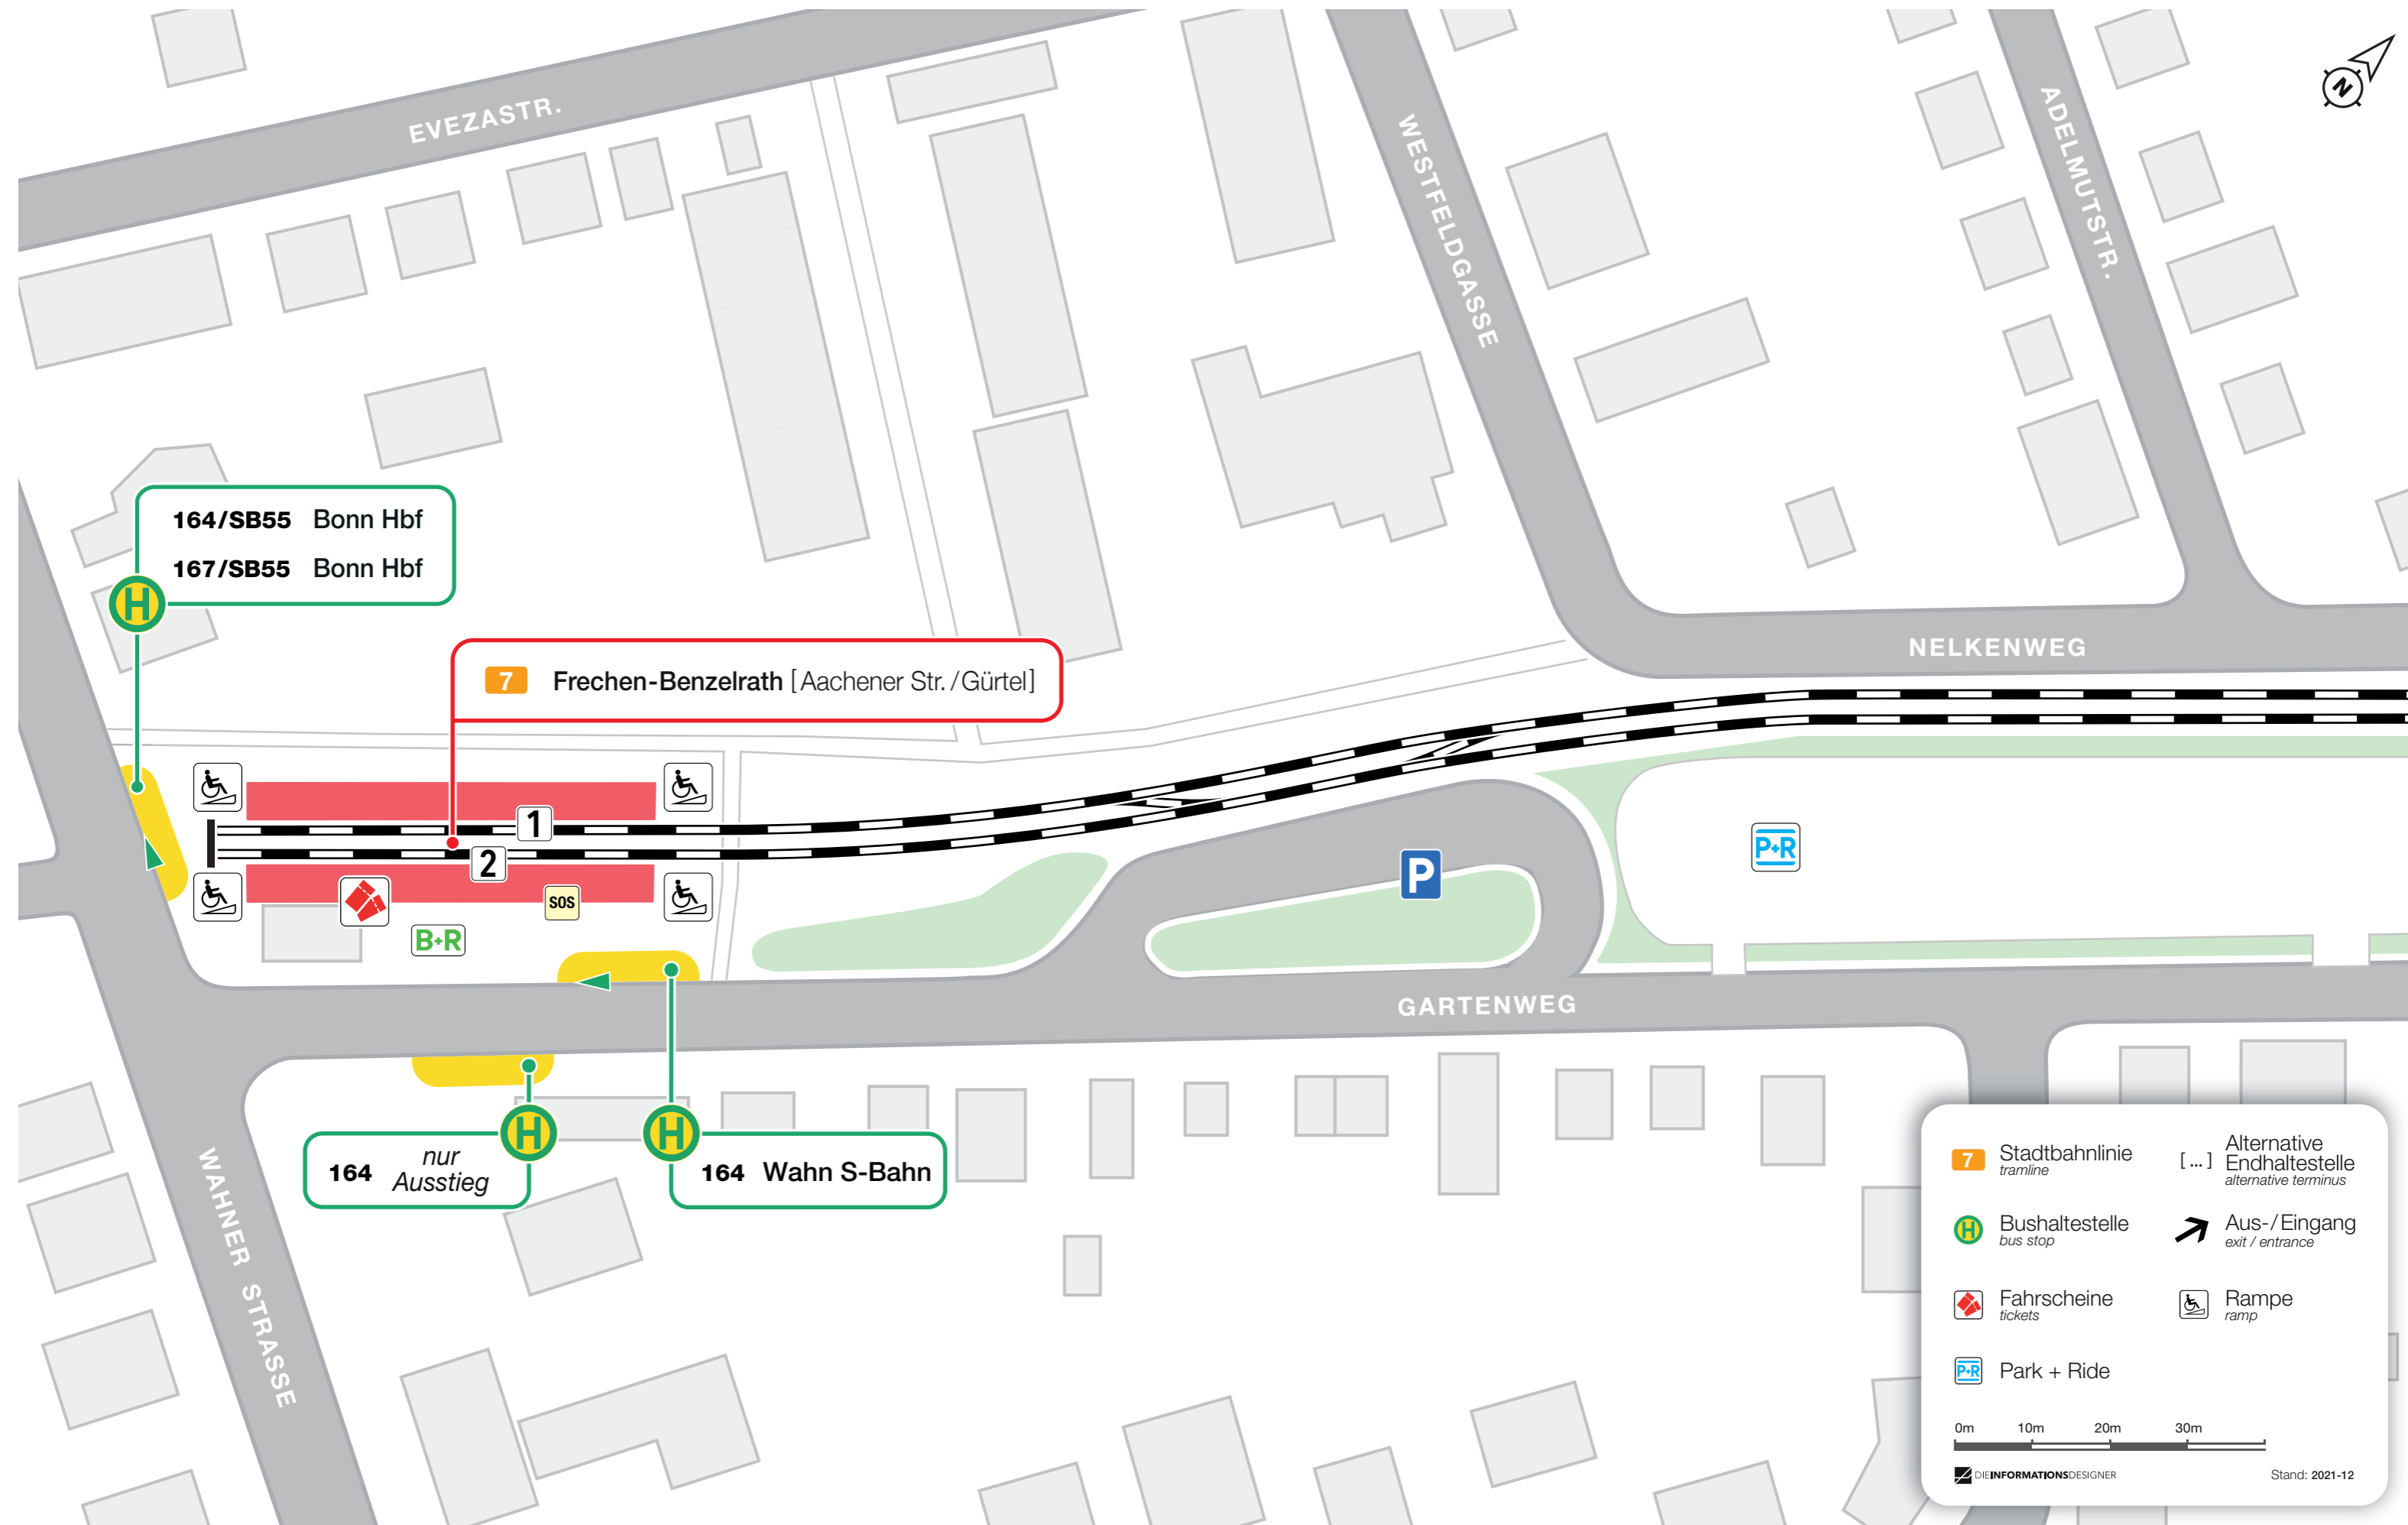 EVEZASTR.
WESTFELDGASSE
ADELMUTSTR.
N
164/SB55 Bonn Hbf
167/SB55 Bonn Hbf
H
7 Frechen-Benzelrath [Aachener Str./Gürtel]
NELKENWEG
1
2
SOS
B+R
P
P+R
GARTENWEG
H
H
164 nur Ausstieg
164 Wahn S-Bahn
WAHNER STRASSE
7 Stadtbahnlinie
tramline
[...] Alternative
Endhaltestelle
alternative terminus
H Bushaltestelle
bus stop
Aus-/Eingang
exit / entrance
Fahrscheine
tickets
Rampe
ramp
P+R Park + Ride
0m 10m 20m 30m
DIEINFORMATIONSDESIGNER
Stand: 2021-12